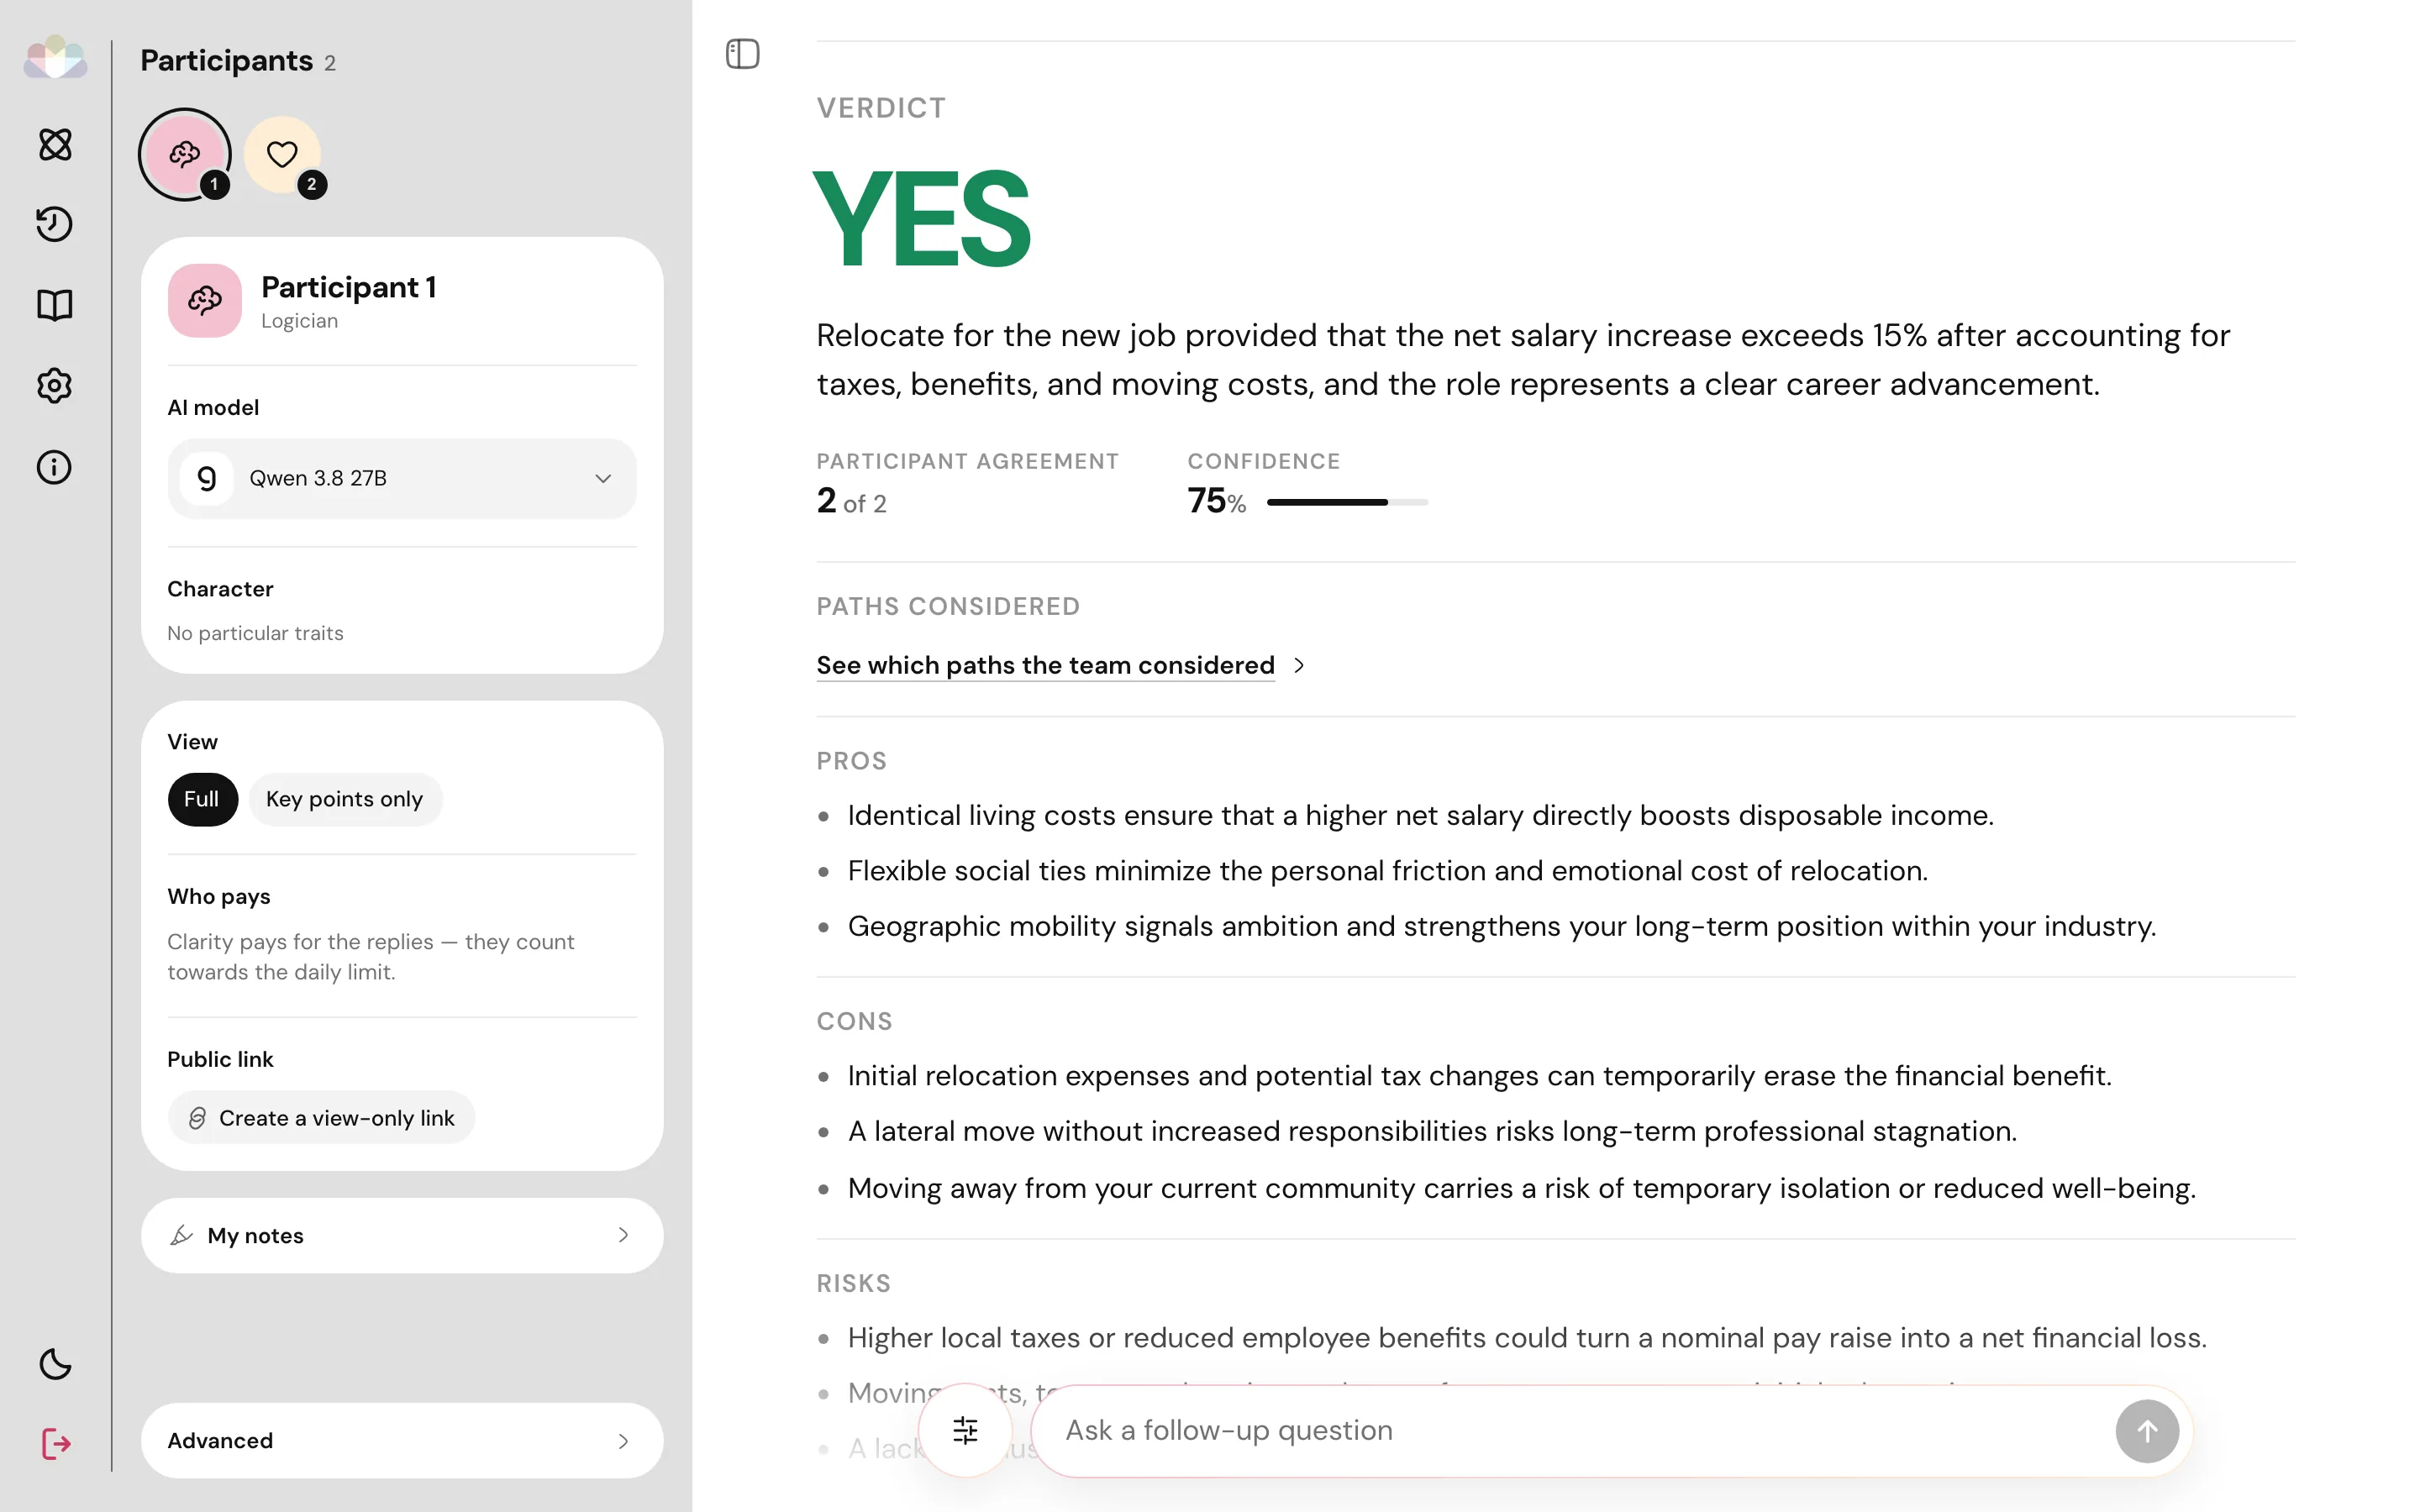 Participants 2
1
2
Participant 1
Logician
AI model
Qwen 3.8 27B
Character
No particular traits
View
Full
Key points only
Who pays
Clarity pays for the replies — they count
towards the daily limit.
Public link
Create a view-only link
My notes
Advanced
VERDICT
YES
Relocate for the new job provided that the net salary increase exceeds 15% after accounting for
taxes, benefits, and moving costs, and the role represents a clear career advancement.
PARTICIPANT AGREEMENT
2 of 2
CONFIDENCE
75%
PATHS CONSIDERED
See which paths the team considered
PROS
Identical living costs ensure that a higher net salary directly boosts disposable income.
Flexible social ties minimize the personal friction and emotional cost of relocation.
Geographic mobility signals ambition and strengthens your long-term position within your industry.
CONS
Initial relocation expenses and potential tax changes can temporarily erase the financial benefit.
A lateral move without increased responsibilities risks long-term professional stagnation.
Moving away from your current community carries a risk of temporary isolation or reduced well-being.
RISKS
Higher local taxes or reduced employee benefits could turn a nominal pay raise into a net financial loss.
Moving
A lack
Ask a follow-up question